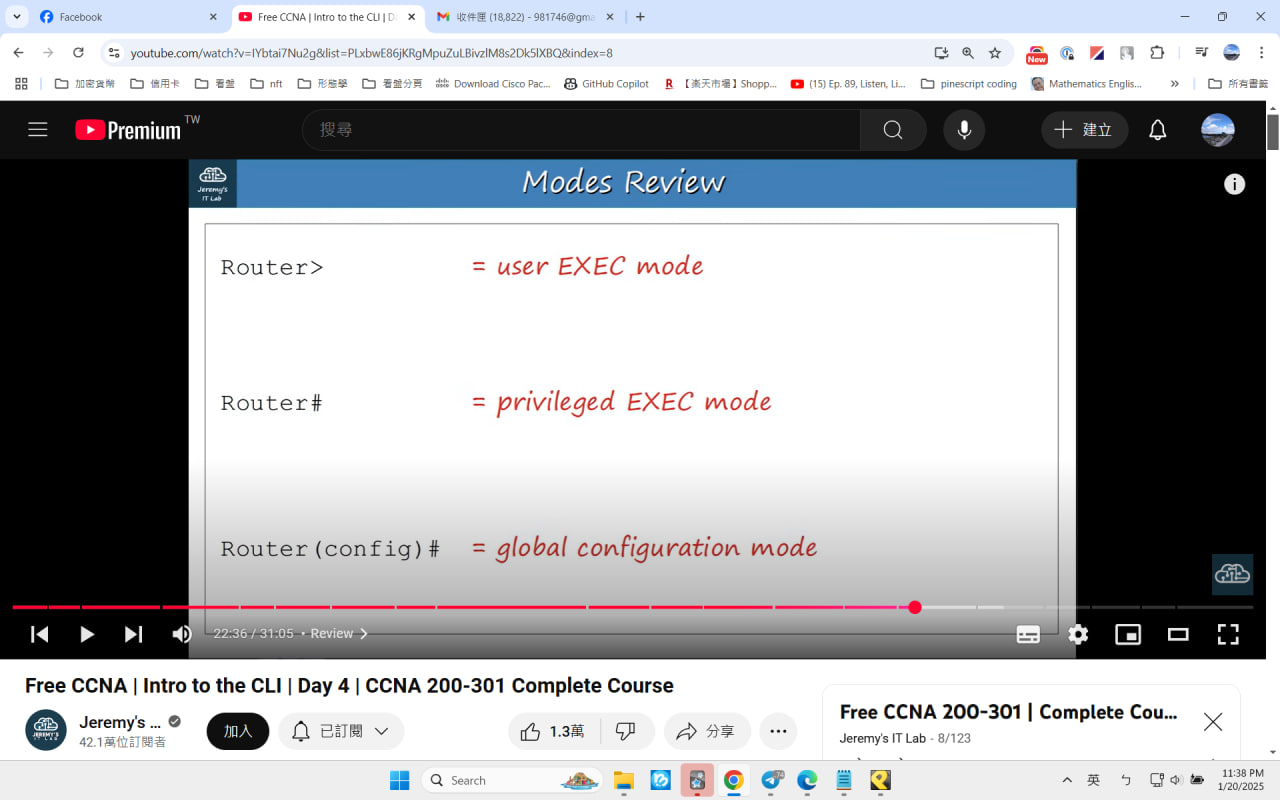 Facebook
Free CCNA | Intro to the CLI | D
收件匣 (18,822) - 981746@gma
youtube.com/watch?v=IYbtai7Nu2g&list=PLxbwE86jKRgMpuZuLBivzlM8s2Dk5lXBQ&index=8
New
加密貨幣
信用卡
看盤
nft
形態學
看盤分頁
Download Cisco Pac...
GitHub Copilot
R
【楽天市場】Shopp...
(15) Ep. 89, Listen, Li...
pinescript coding
Mathematics Englis...
所有書籤
Premium TW
搜尋
建立
Jeremy's
IT Lab
Modes Review
Router> = user EXEC mode
Router# = privileged EXEC mode
Router(config)# = global configuration mode
22:36 / 31:05 • Review
Free CCNA | Intro to the CLI | Day 4 | CCNA 200-301 Complete Course
JEREMY'S
IT LAB
Jeremy's ...
42.1萬位訂閱者
加入
已訂閱
1.3萬
分享
Free CCNA 200-301 | Complete Cou...
Jeremy's IT Lab - 8/123
Search
74
英
ㄅ
11:38 PM
1/20/2025